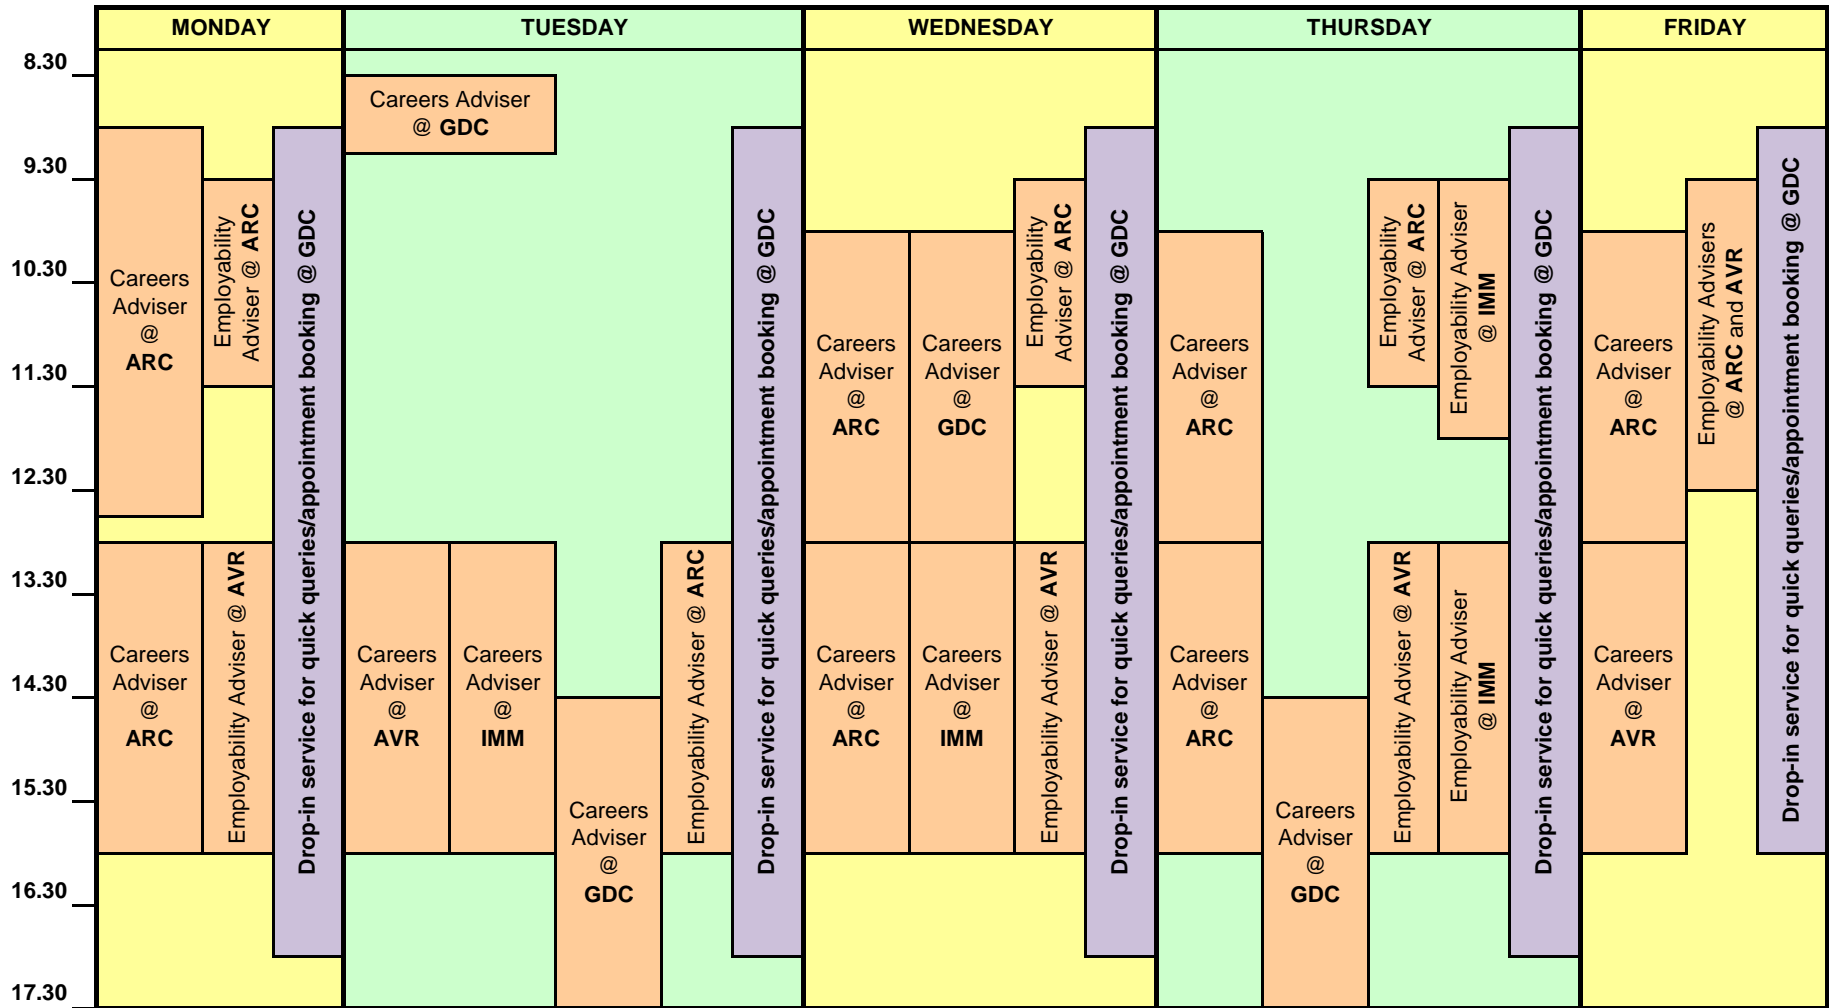 MONDAY
TUESDAY
WEDNESDAY
THURSDAY
FRIDAY
8.30
9.30
10.30
11.30
12.30
13.30
14.30
15.30
16.30
17.30
Careers
Adviser
@
ARC
Employability
Adviser @ ARC
Careers
Adviser
@
ARC
Employability Adviser @ AVR
Drop-in service for quick queries/appointment booking @ GDC
Careers Adviser
@ GDC
Careers
Adviser
@
AVR
Careers
Adviser
@
IMM
Careers
Adviser
@
GDC
Employability Adviser @ ARC
Drop-in service for quick queries/appointment booking @ GDC
Careers
Adviser
@
ARC
Careers
Adviser
@
GDC
Employability
Adviser @ ARC
Careers
Adviser
@
ARC
Careers
Adviser
@
IMM
Employability Adviser @ AVR
Drop-in service for quick queries/appointment booking @ GDC
Careers
Adviser
@
ARC
Employability
Adviser @ ARC
Employability Adviser
@ IMM
Careers
Adviser
@
ARC
Careers
Adviser
@
GDC
Employability Adviser @ AVR
Employability Adviser
@ IMM
Drop-in service for quick queries/appointment booking @ GDC
Careers
Adviser
@
ARC
Employability Advisers
@ ARC and AVR
Careers
Adviser
@
AVR
Drop-in service for quick queries/appointment booking @ GDC